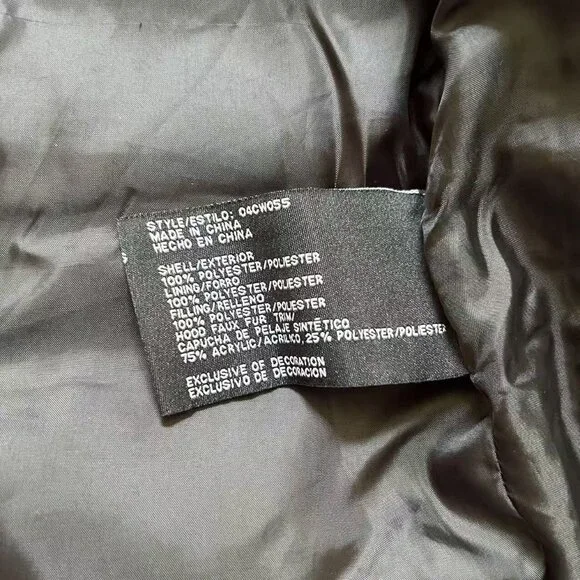 STYLE/ESTILO: 04CW055
MADE IN CHINA
HECHO EN CHINA
S
SHELL/EXTERIOR
100% POLYESTER/POLIESTER
LINING/FORRO
100% POLYESTER/POLIESTER
FILLING/RELLENO
100% POLYESTER/POLIESTER
HOOD FAUX FUR TRIM/
CAPUCHA DE PELAJE SINTÉTICO
75% ACRYLIC/ACRILICO, 25% POLYESTER/POLIESTER
EXCLUSIVE OF DECORATION
EXCLUSIVO DE DECORACION